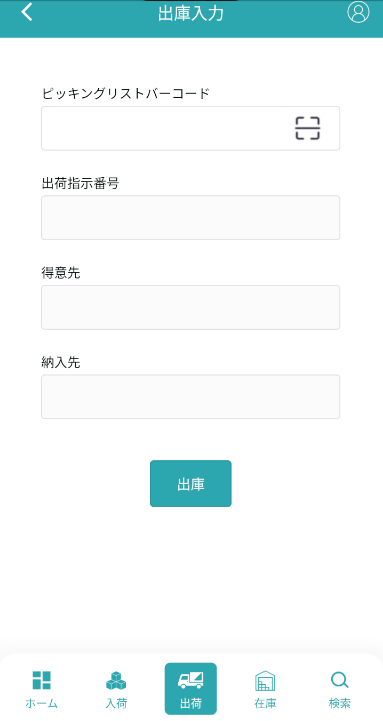 出庫入力
ピッキングリストバーコード
出荷指示番号
得意先
納入先
出庫
ホーム
入荷
出荷
在庫
検索